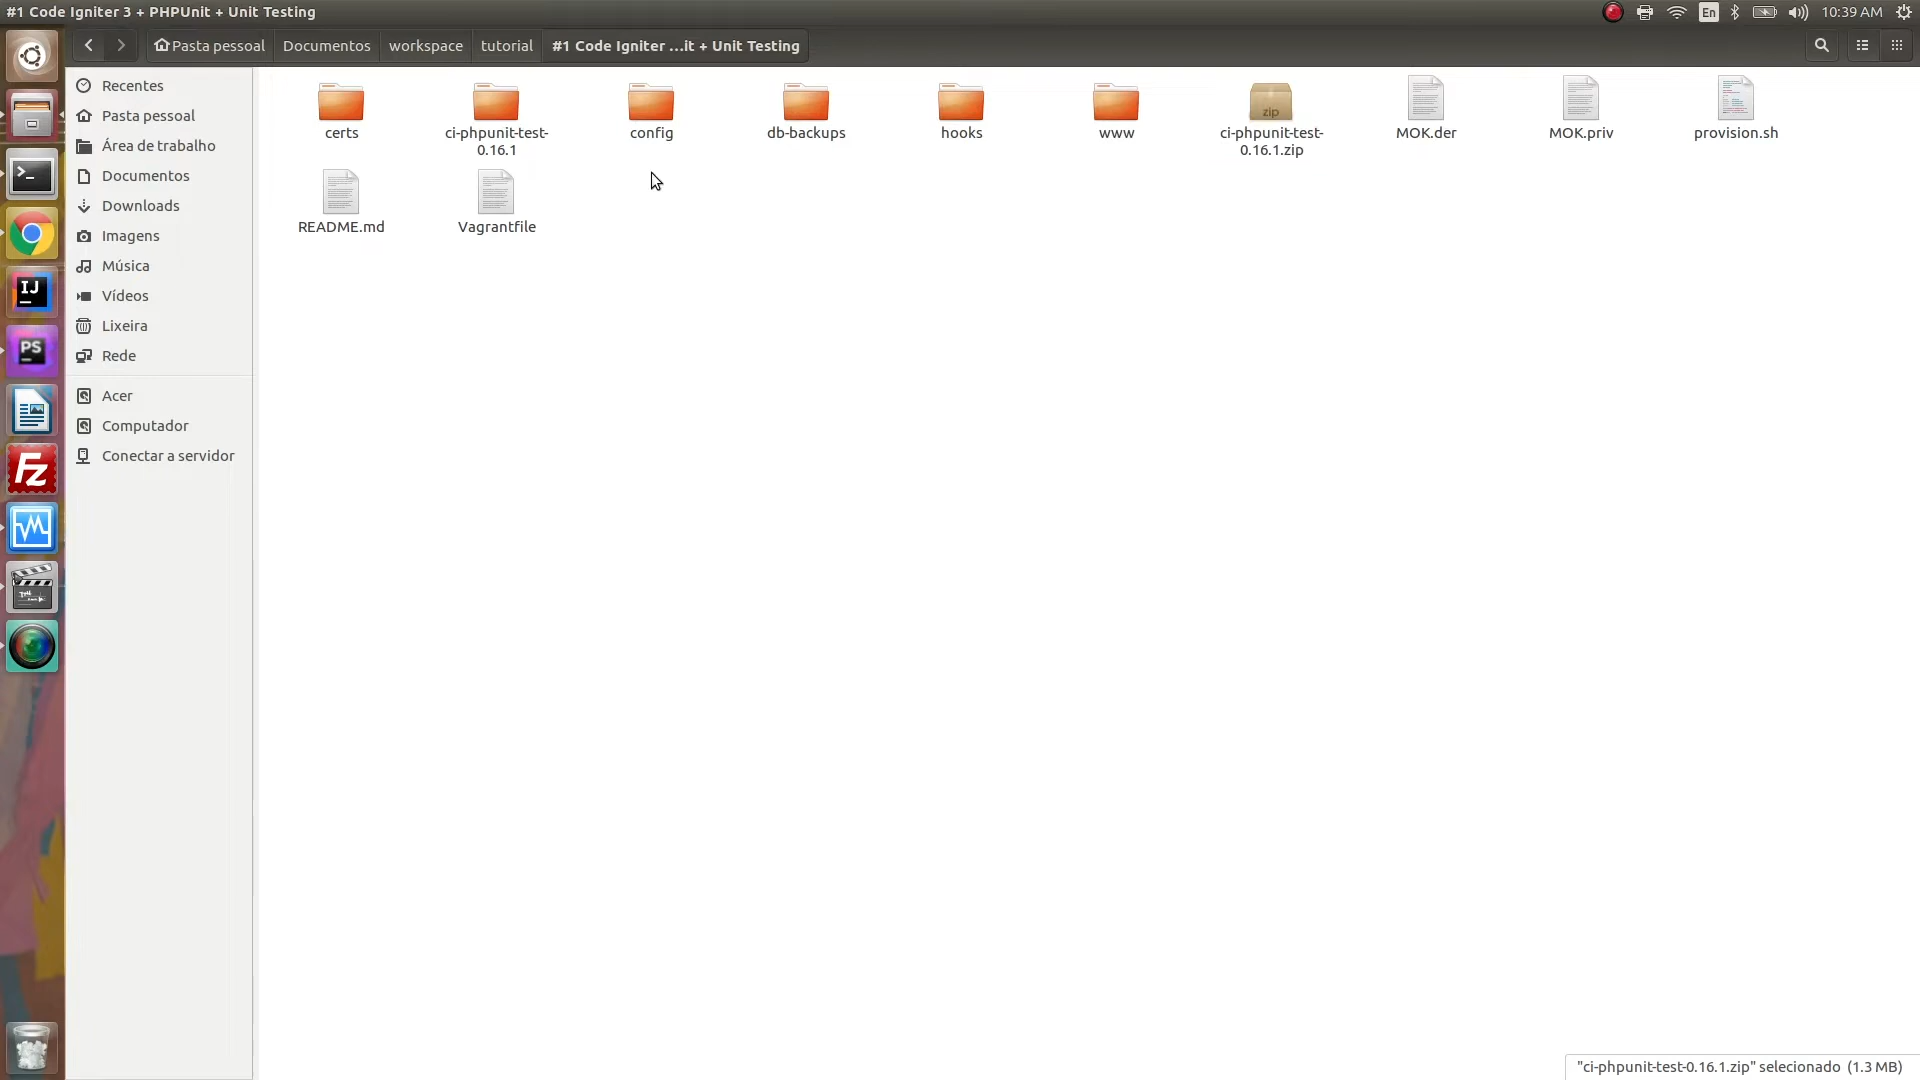 #1 Code Igniter 3 + PHPUnit + Unit Testing
En
10:39 AM
Pasta pessoal
Documentos
workspace
tutorial
#1 Code Igniter ...it + Unit Testing
Recentes
Pasta pessoal
Área de trabalho
Documentos
Downloads
Imagens
Música
Vídeos
Lixeira
Rede
Acer
Computador
Conectar a servidor
certs
ci-phpunit-test-
0.16.1
config
db-backups
hooks
www
zip
ci-phpunit-test-
0.16.1.zip
MOK.der
MOK.priv
provision.sh
README.md
Vagrantfile
IJ
PS
Fz
"ci-phpunit-test-0.16.1.zip" selecionado (1.3 MB)